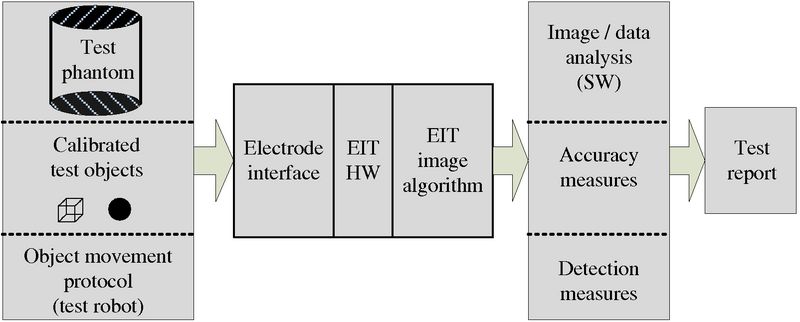 Test
phantom
Calibrated
test objects
Object movement
protocol
(test robot)
Electrode
interface
EIT
HW
EIT
image
algorithm
Image / data
analysis
(SW)
Accuracy
measures
Detection
measures
Test
report